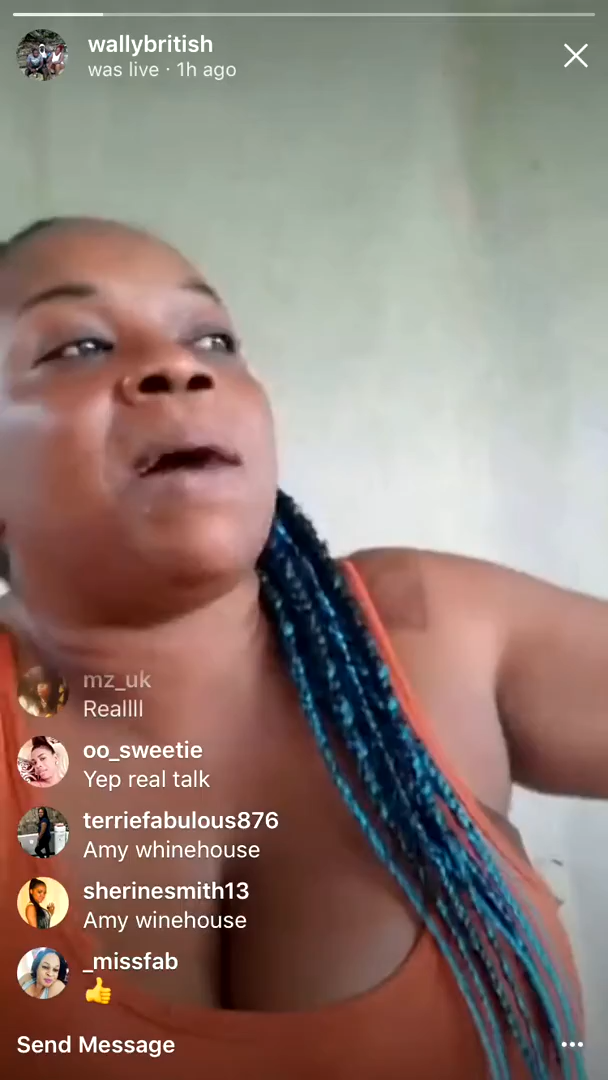 wallybritish
was live · 1h ago
mz_uk
Reallll
oo_sweetie
Yep real talk
terriefabulous876
Amy whinehouse
sherinesmith13
Amy winehouse
_missfab
👍
Send Message